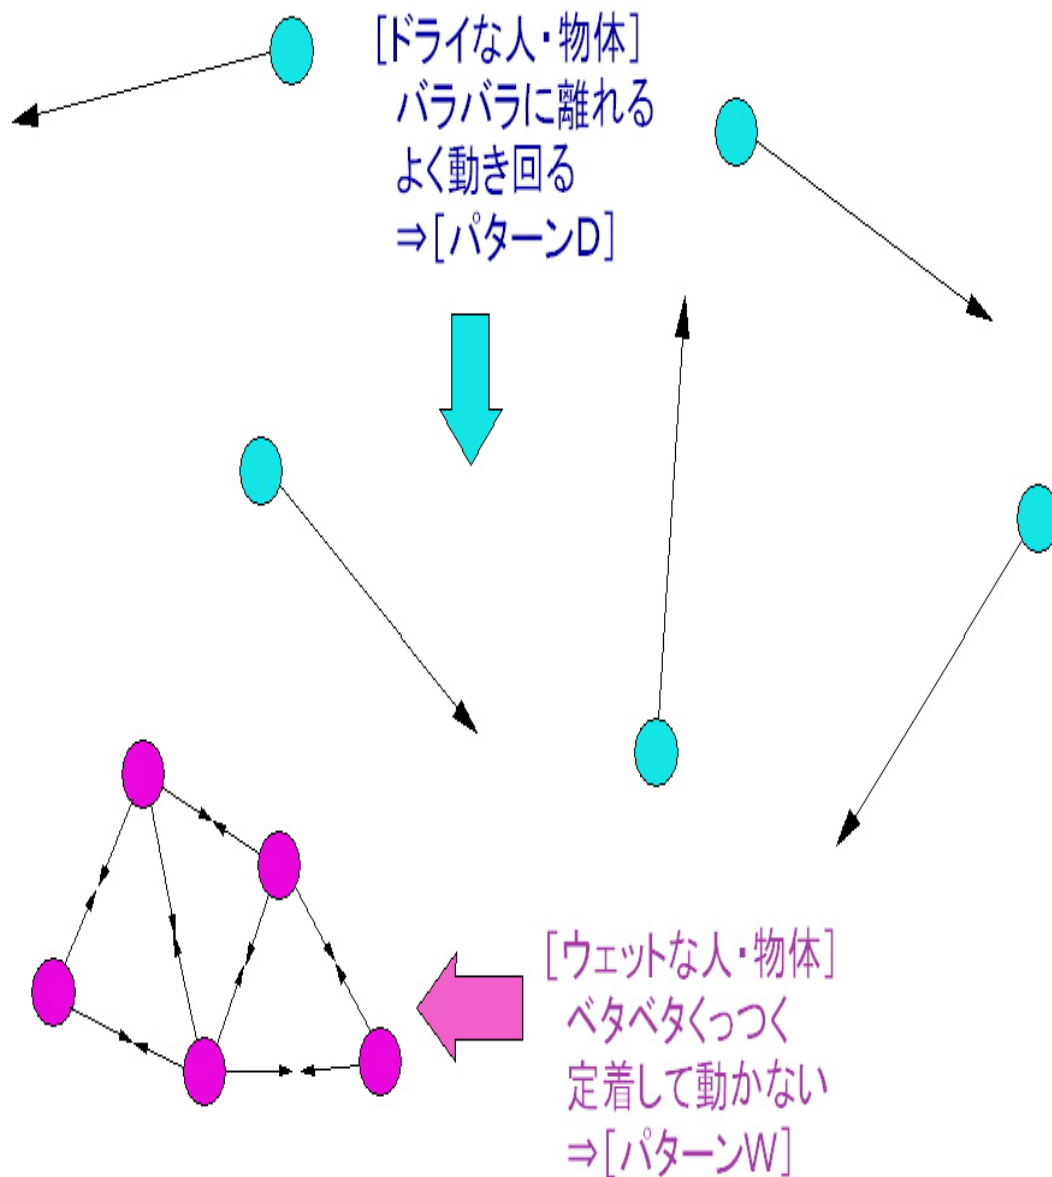 [ドライな人・物体]
バラバラに離れる
よく動き回る
⇒[パターンD]
[ウェットな人・物体]
ベタベタくっつく
定着して動かない
⇒[パターンW]